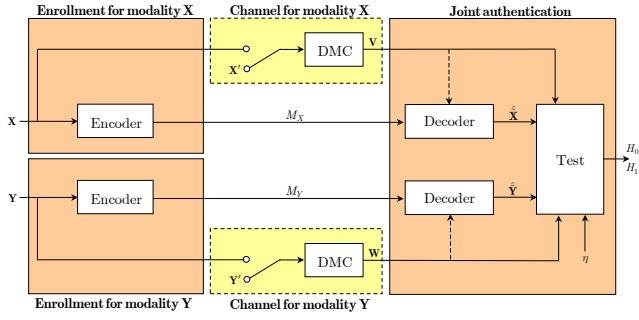 Enrollment for modality X
Channel for modality X
Joint authentication
DMC
V
X′
X
Encoder
M_X
Decoder
X̂
Test
H_0
H_1
Y
Encoder
M_Y
Decoder
Ŷ
DMC
W
Y′
η
Enrollment for modality Y
Channel for modality Y